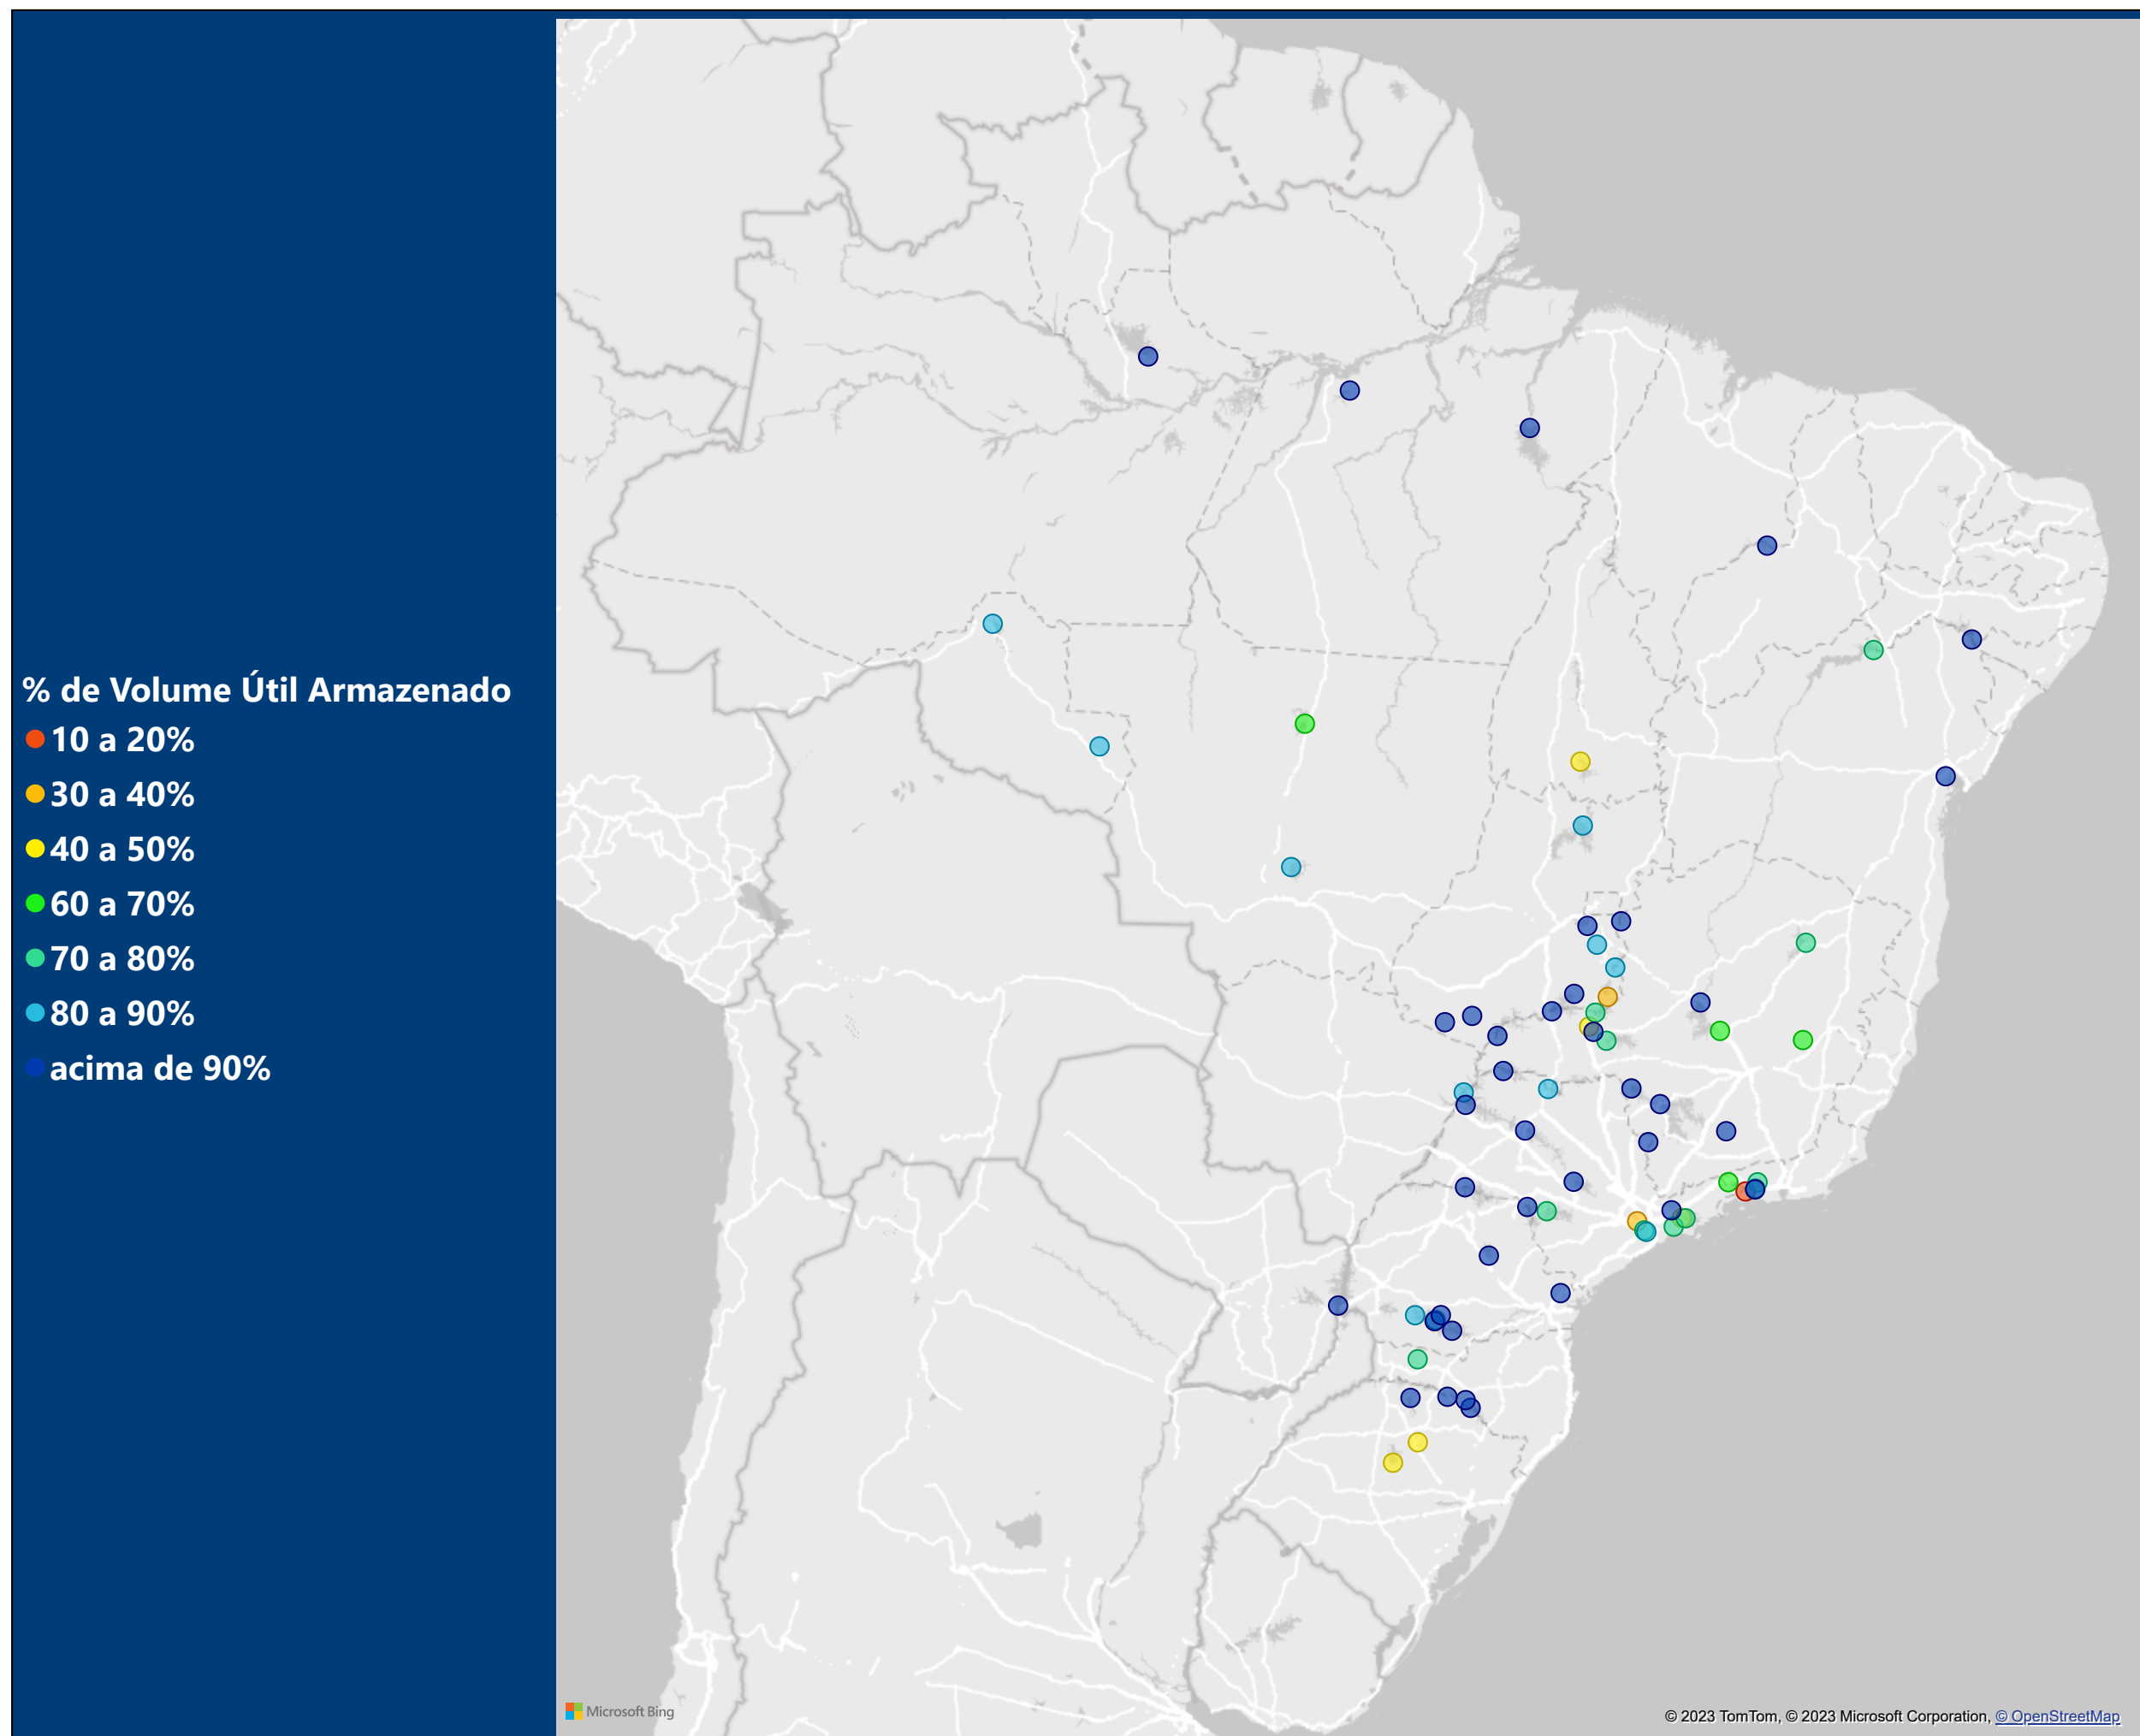 % de Volume Útil Armazenado
10 a 20%
30 a 40%
40 a 50%
60 a 70%
70 a 80%
80 a 90%
acima de 90%
Microsoft Bing
© 2023 TomTom, © 2023 Microsoft Corporation, © OpenStreetMap